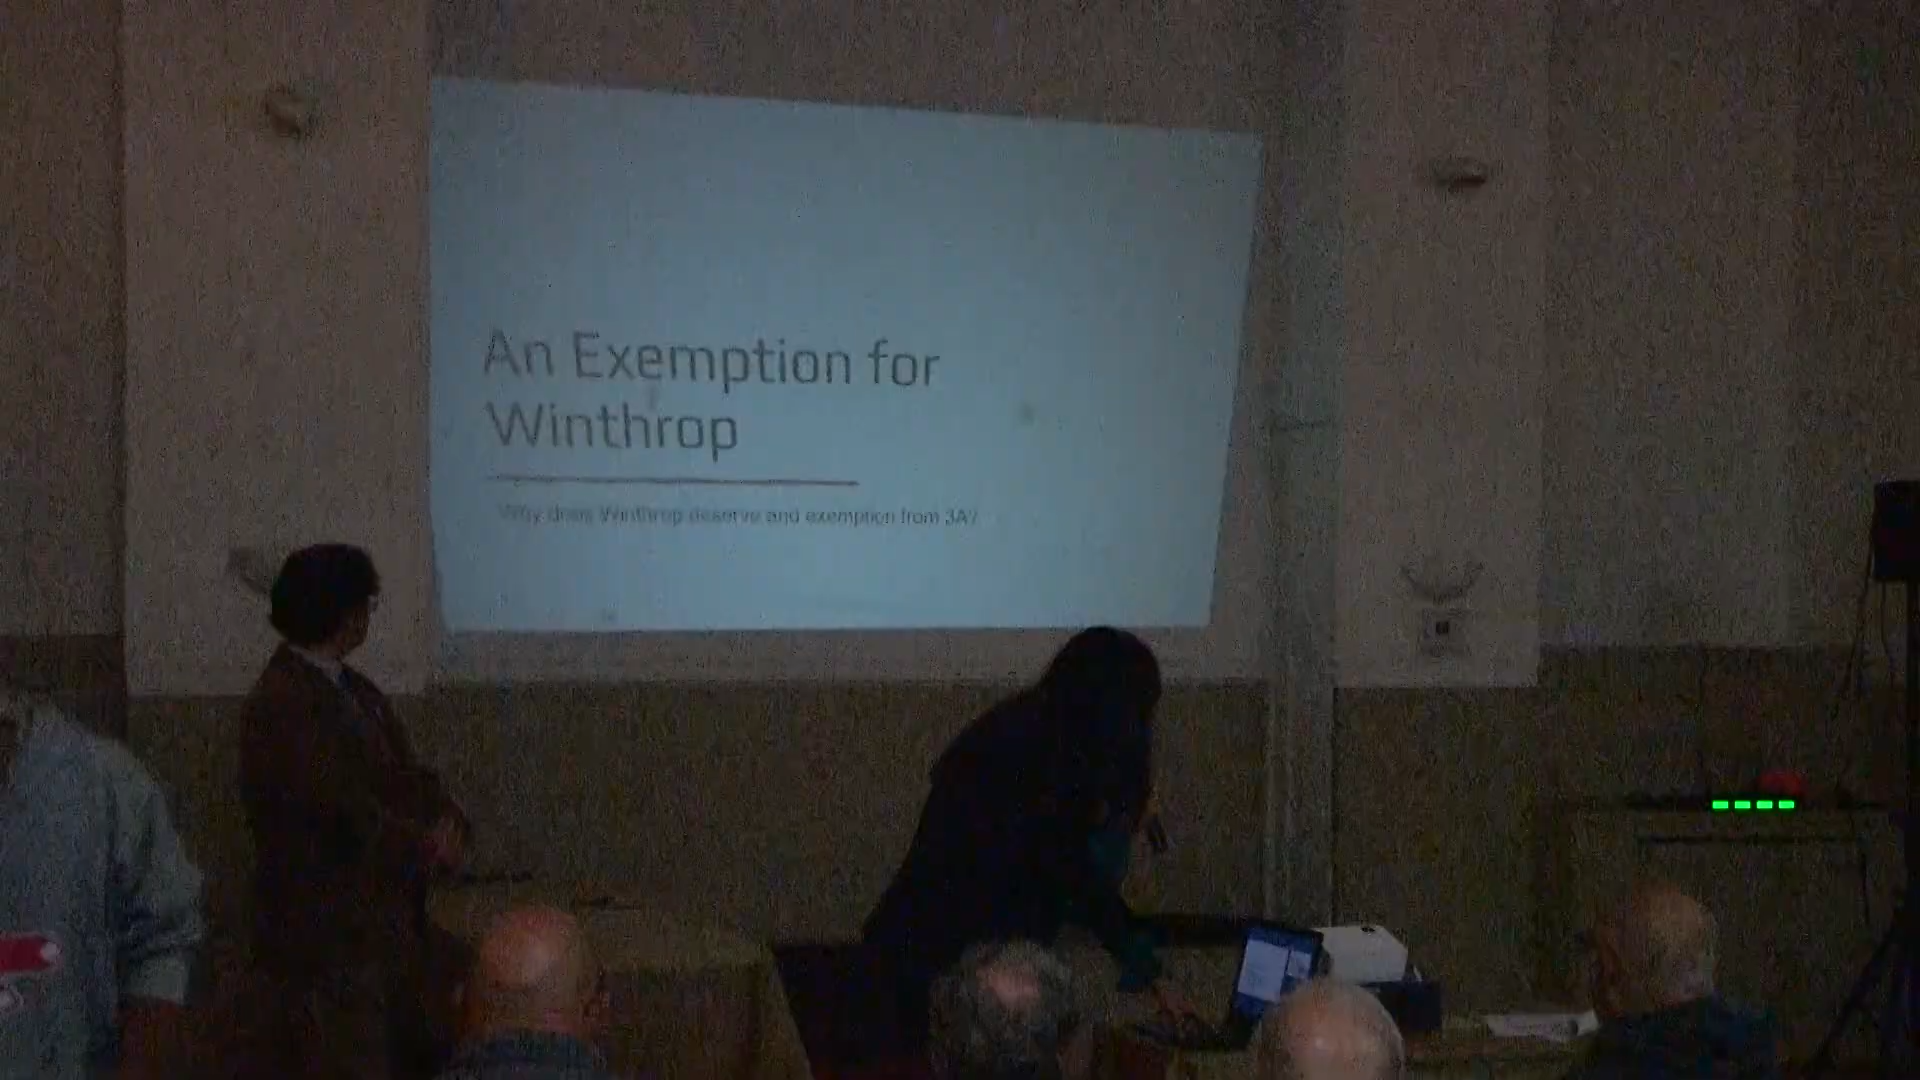 An Exemption for
Winthrop
Why does Winthrop deserve and exemption from 3A?